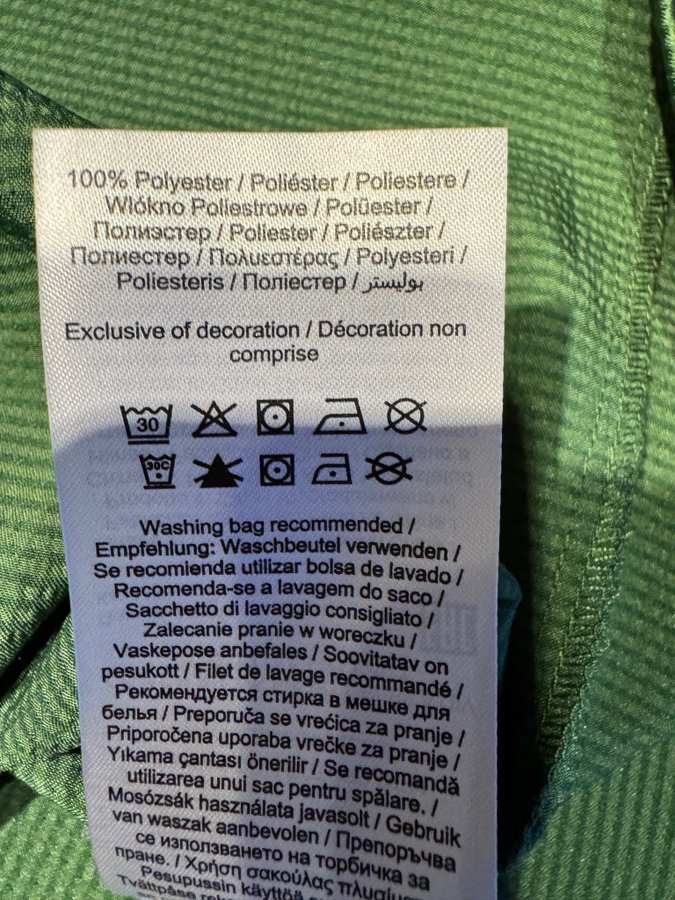 100% Polyester / Poliéster / Poliestere /
Wlókno Poliestrowe / Polüester /
Полиэстер / Poliester / Poliészter /
Полиестер / Πολυεστέρας / Polyesteri /
Poliesteris / Поліестер / بوليستر
Exclusive of decoration / Décoration non
comprise
30
30C
Washing bag recommended /
Empfehlung: Waschbeutel verwenden /
Se recomienda utilizar bolsa de lavado /
Recomenda-se a lavagem do saco /
Sacchetto di lavaggio consigliato /
Zalecanie pranie w woreczku /
Vaskepose anbefales / Soovitatav on
pesukott / Filet de lavage recommandé /
Рекомендуется стирка в мешке для
белья / Preporuča se vrećica za pranje /
Priporočena uporaba vrečke za pranje /
Yıkama çantası önerilir / Se recomandă
utilizarea unui sac pentru spălare. /
Mosózsák használata javasolt / Gebruik
van waszak aanbevolen / Препоръчва
се използването на торбичка за
пране. / Χρήση σακούλας πλυσίματος
Pesupussin käyttöä
Tvättpåse